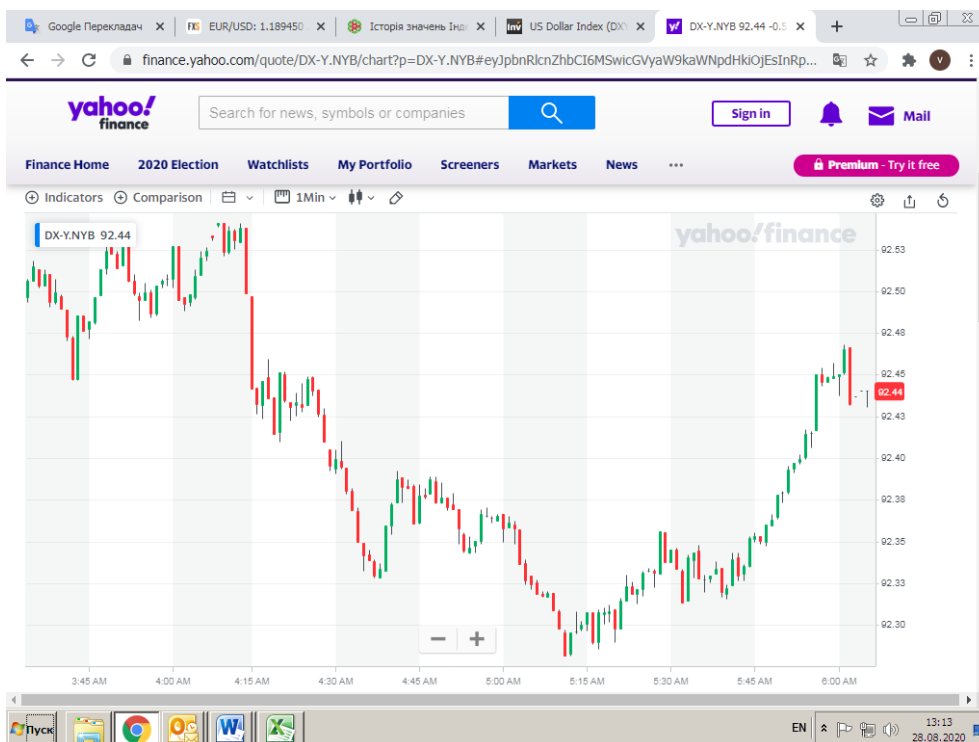 Google Перекладач
EUR/USD: 1.189450
Історія значень Інде
US Dollar Index (DXY
DX-Y.NYB 92.44 -0.5
finance.yahoo.com/quote/DX-Y.NYB/chart?p=DX-Y.NYB#eyJpbnRlcnZhbCI6MSwicGVyaW9kaWNpdHkiOjEsInRp...
V
yahoo!
finance
Search for news, symbols or companies
Sign in
Mail
Finance Home 2020 Election Watchlists My Portfolio Screeners Markets News ...
Premium - Try it free
Indicators Comparison 1Min
DX-Y.NYB 92.44
yahoo!finance
92.53
92.50
92.48
92.45
92.44
92.43
92.40
92.38
92.35
92.33
92.30
3:45 AM 4:00 AM 4:15 AM 4:30 AM 4:45 AM 5:00 AM 5:15 AM 5:30 AM 5:45 AM 6:00 AM
Пуск
EN
13:13
28.08.2020